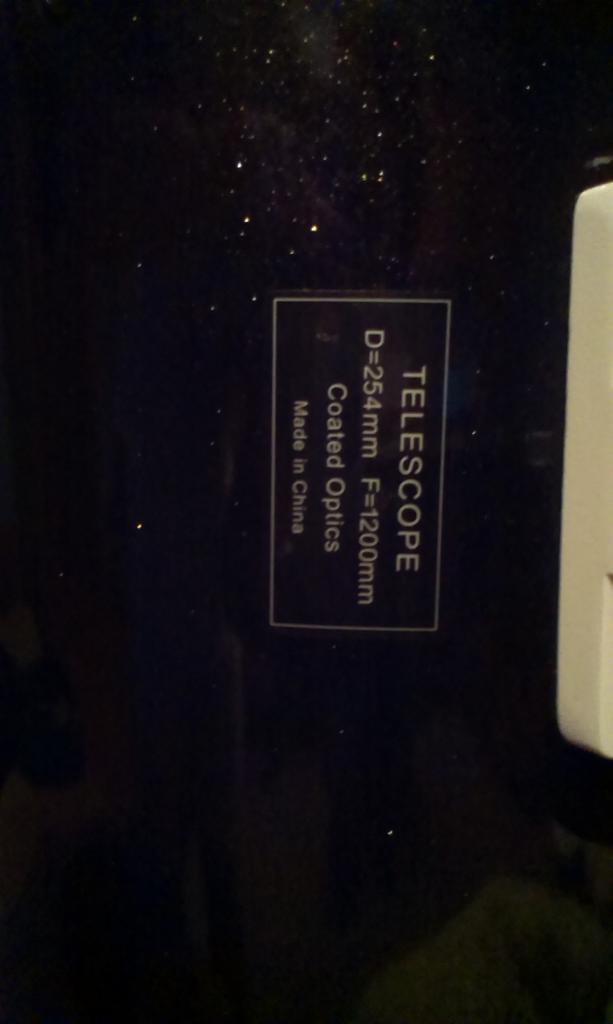 TELESCOPE
D=254mm F=1200mm
Coated Optics
Made in China